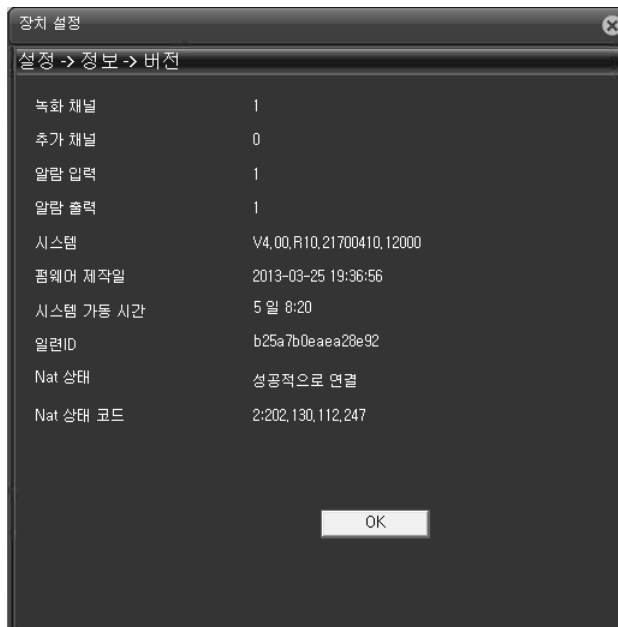 장치 설정
설정 -> 정보 -> 버전
녹화 채널 1
추가 채널 0
알람 입력 1
알람 출력 1
시스템 V4,00,R10,21700410,12000
펌웨어 제작일 2013-03-25 19:36:56
시스템 가동 시간 5 일 8:20
일련ID b25a7b0eaea28e92
Nat 상태 성공적으로 연결
Nat 상태 코드 2:202,130,112,247
OK